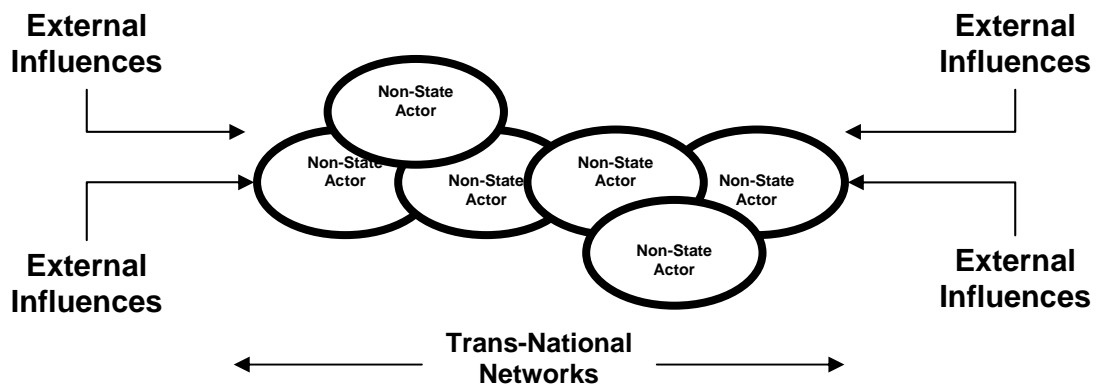 External
Influences
External
Influences
Non-State
Actor
Non-State
Actor
Non-State
Actor
Non-State
Actor
Non-State
Actor
Non-State
Actor
External
Influences
External
Influences
Trans-National
Networks